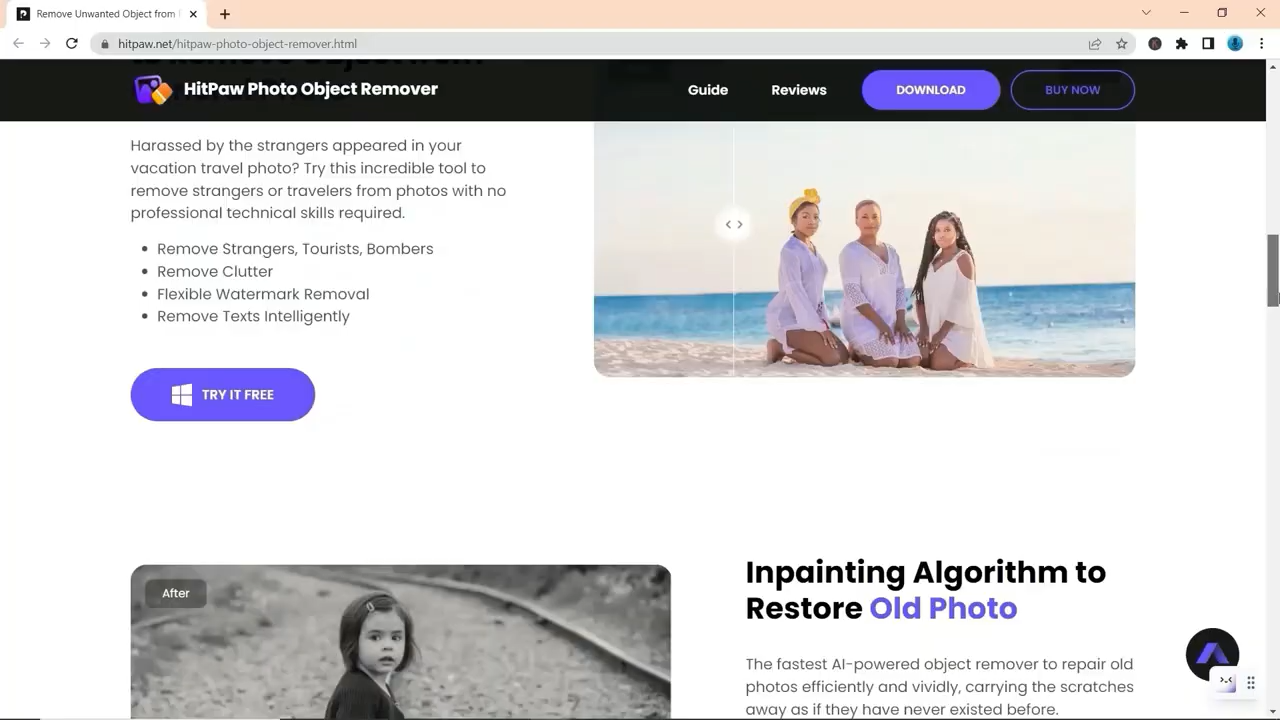 Remove Unwanted Object from
hitpaw.net/hitpaw-photo-object-remover.html
HitPaw Photo Object Remover
Guide
Reviews
DOWNLOAD
BUY NOW
Harassed by the strangers appeared in your
vacation travel photo? Try this incredible tool to
remove strangers or travelers from photos with no
professional technical skills required.
• Remove Strangers, Tourists, Bombers
• Remove Clutter
• Flexible Watermark Removal
• Remove Texts Intelligently
TRY IT FREE
After
Inpainting Algorithm to
Restore Old Photo
The fastest AI-powered object remover to repair old
photos efficiently and vividly, carrying the scratches
away as if they have never existed before.